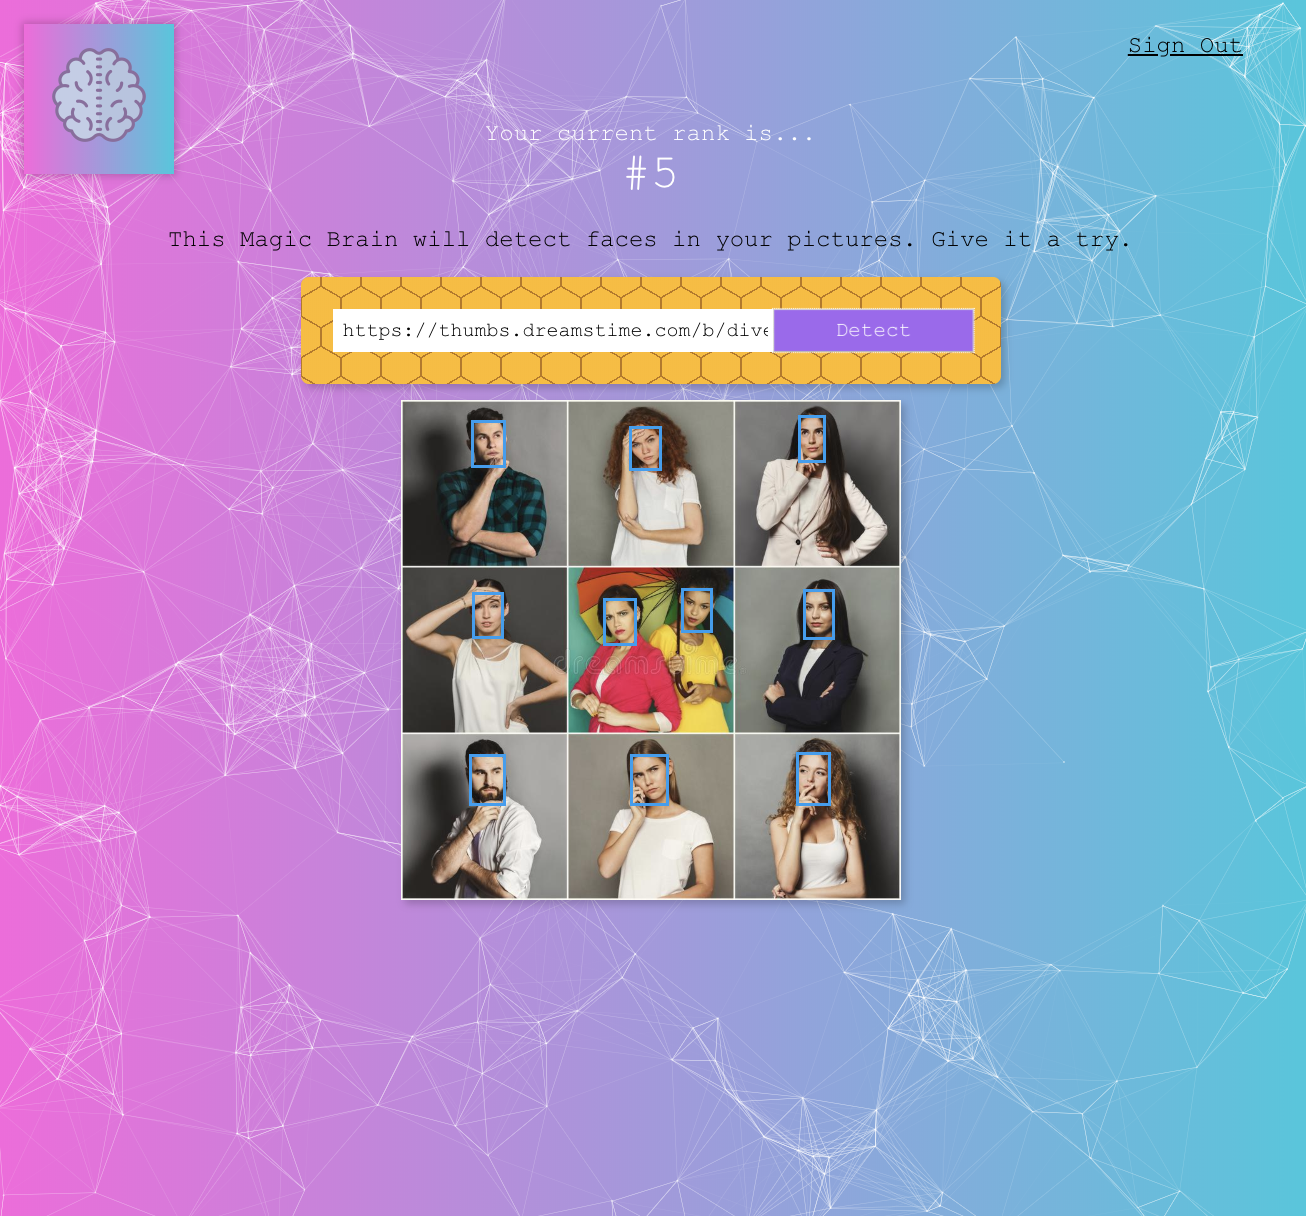 Sign Out
Your current rank is...
#5
This Magic Brain will detect faces in your pictures. Give it a try.
https://thumbs.dreamstime.com/b/dive
Detect
dreamstime